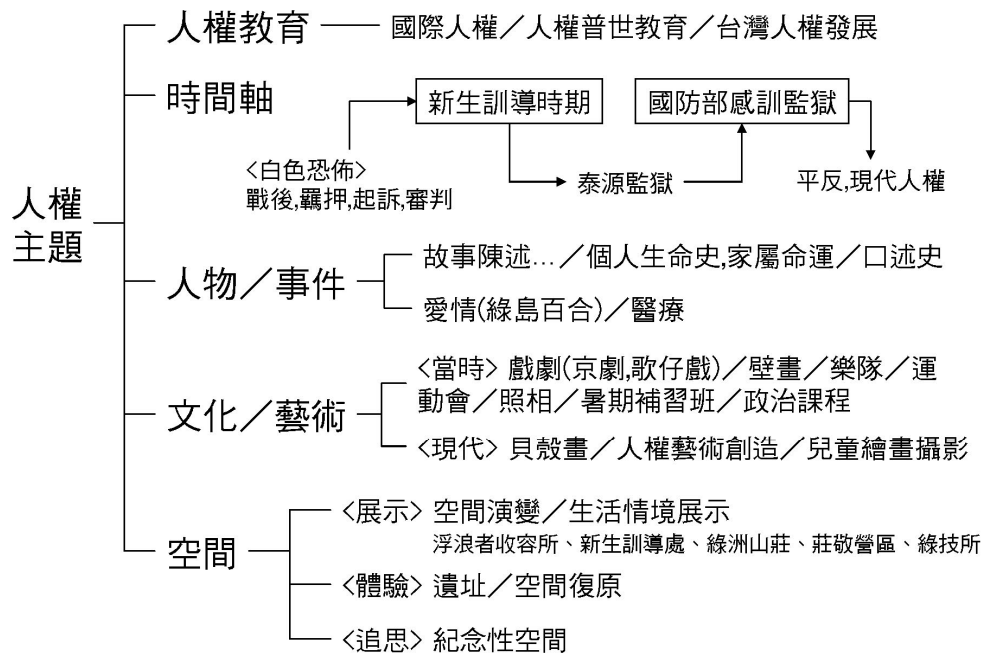 人權
主題
人權教育
國際人權／人權普世教育／台灣人權發展
時間軸
<白色恐佈>
戰後,羈押,起訴,審判
新生訓導時期
泰源監獄
國防部感訓監獄
平反,現代人權
人物／事件
故事陳述…／個人生命史,家屬命運／口述史
愛情(綠島百合)／醫療
文化／藝術
<當時> 戲劇(京劇,歌仔戲)／壁畫／樂隊／運
動會／照相／暑期補習班／政治課程
<現代> 貝殼畫／人權藝術創造／兒童繪畫攝影
空間
<展示> 空間演變／生活情境展示
浮浪者收容所、新生訓導處、綠洲山莊、莊敬營區、綠技所
<體驗> 遺址／空間復原
<追思> 紀念性空間